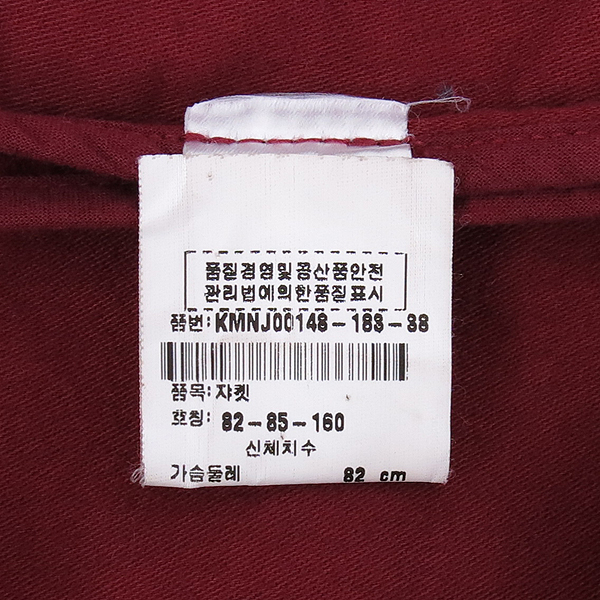 품질경영및공산품안전
관리법에의한품질표시
품번: KMNJ00148-183-38
품목: 쟈켓
호칭: 82-85-160
신체치수
가슴둘레 82 cm